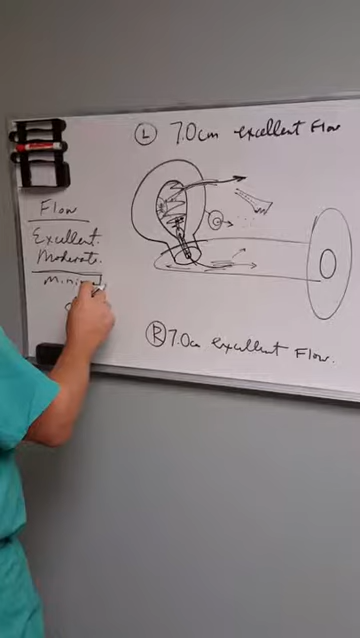 L 7.0cm excellent Flow
Flow
Excellent.
Moderate.
R 7.0cm excellent Flow.